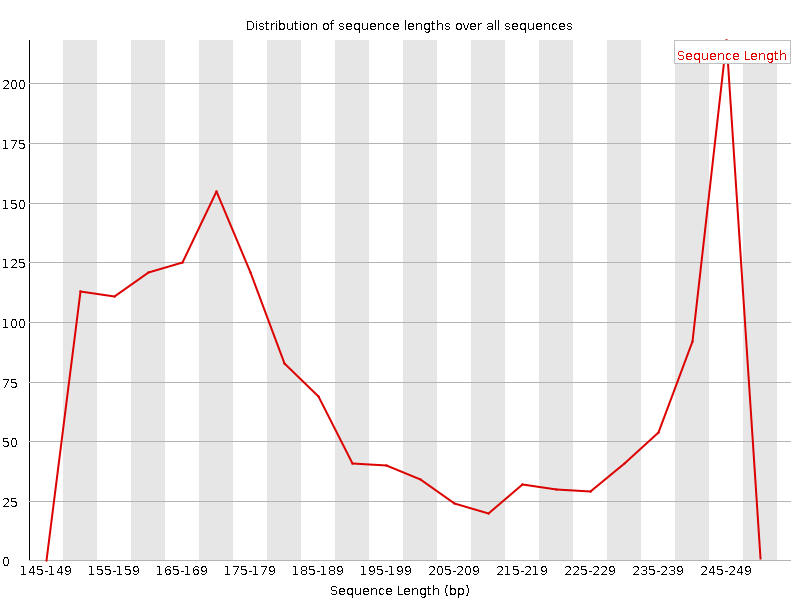 Distribution of sequence lengths over all sequences
Sequence Length
200
175
150
125
100
75
50
25
0
145-149 155-159 165-169 175-179 185-189 195-199 205-209 215-219 225-229 235-239 245-249
Sequence Length (bp)